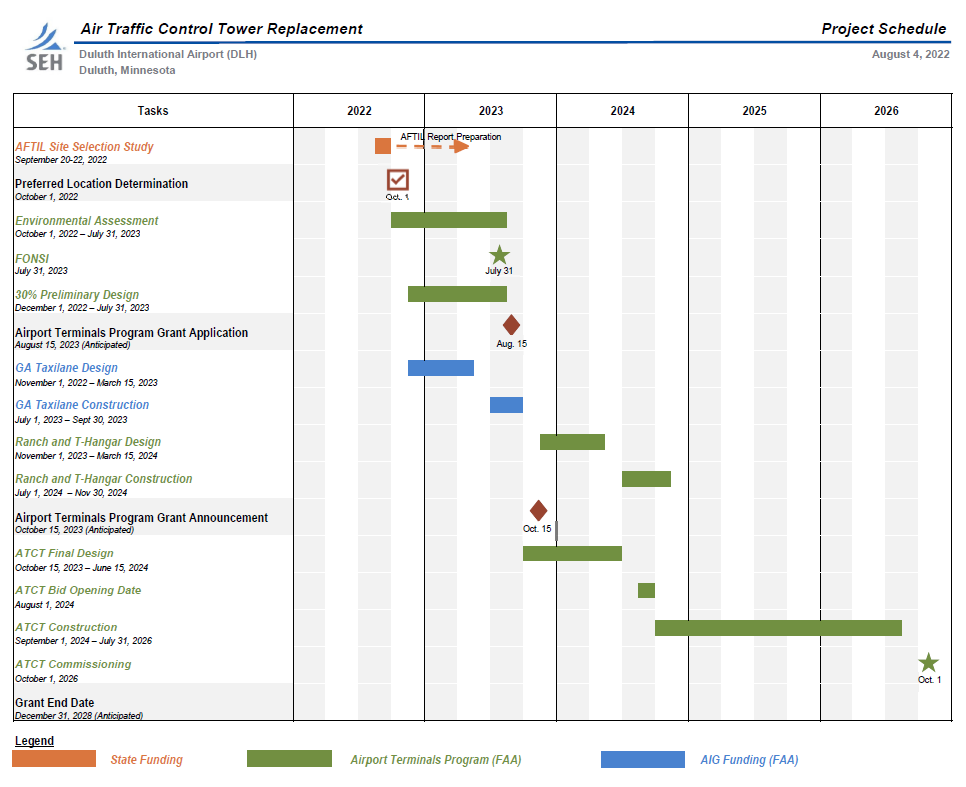 SEH
Air Traffic Control Tower Replacement
Project Schedule
Duluth International Airport (DLH)
August 4, 2022
Duluth, Minnesota
Tasks 2022 2023 2024 2025 2026
AFTIL Report Preparation
AFTIL Site Selection Study
September 20-22, 2022
Preferred Location Determination
October 1, 2022
Oct. 1
Environmental Assessment
October 1, 2022 – July 31, 2023
FONSI
July 31, 2023
July 31
30% Preliminary Design
December 1, 2022 – July 31, 2023
Airport Terminals Program Grant Application
August 15, 2023 (Anticipated)
Aug. 15
GA Taxilane Design
November 1, 2022 – March 15, 2023
GA Taxilane Construction
July 1, 2023 – Sept 30, 2023
Ranch and T-Hangar Design
November 1, 2023 – March 15, 2024
Ranch and T-Hangar Construction
July 1, 2024 – Nov 30, 2024
Airport Terminals Program Grant Announcement
October 15, 2023 (Anticipated)
Oct. 15
ATCT Final Design
October 15, 2023 – June 15, 2024
ATCT Bid Opening Date
August 1, 2024
ATCT Construction
September 1, 2024 – July 31, 2026
ATCT Commissioning
October 1, 2026
Oct. 1
Grant End Date
December 31, 2028 (Anticipated)
Legend
State Funding
Airport Terminals Program (FAA)
AIG Funding (FAA)